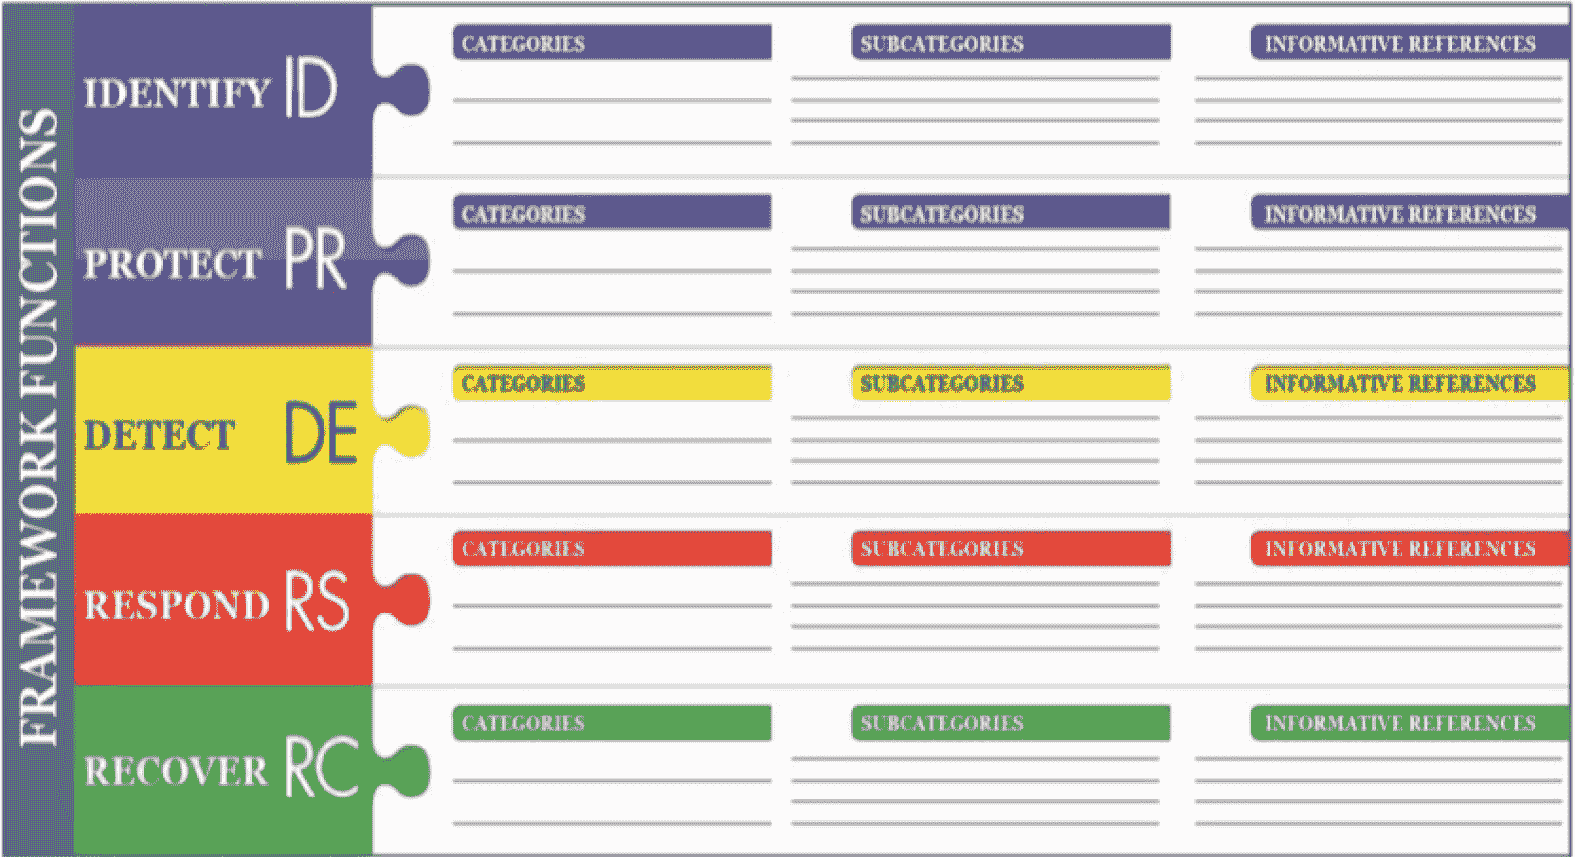 FRAMEWORK FUNCTIONS
IDENTIFY ID
CATEGORIES
SUBCATEGORIES
INFORMATIVE REFERENCES
PROTECT PR
CATEGORIES
SUBCATEGORIES
INFORMATIVE REFERENCES
DETECT DE
CATEGORIES
SUBCATEGORIES
INFORMATIVE REFERENCES
RESPOND RS
CATEGORIES
SUBCATEGORIES
INFORMATIVE REFERENCES
RECOVER RC
CATEGORIES
SUBCATEGORIES
INFORMATIVE REFERENCES